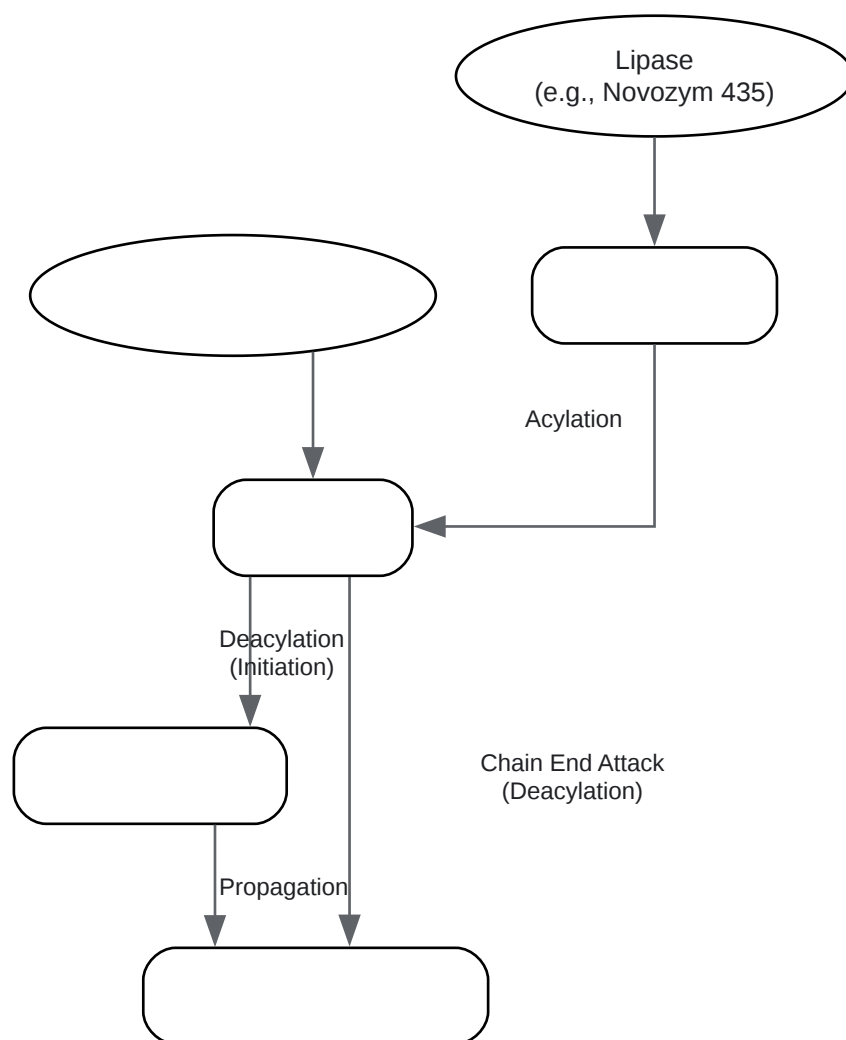 Lipase
(e.g., Novozym 435)
Acylation
Deacylation
(Initiation)
Chain End Attack
(Deacylation)
Propagation